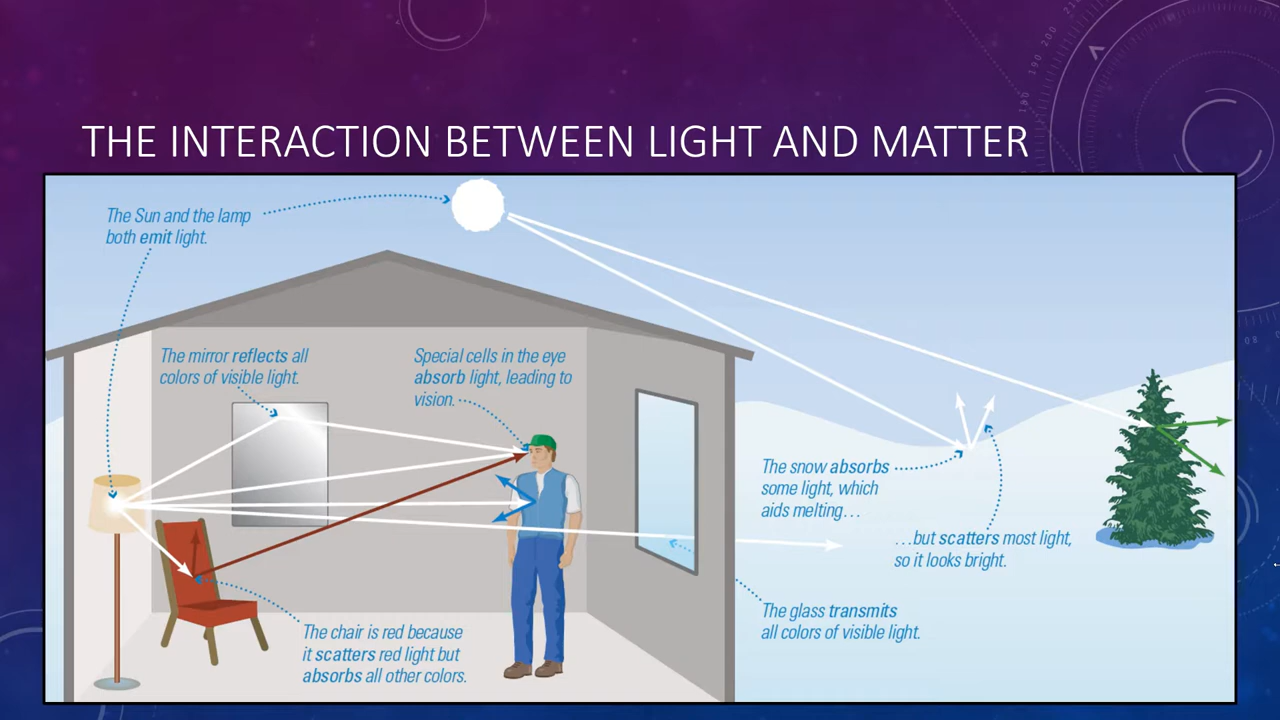 THE INTERACTION BETWEEN LIGHT AND MATTER
The Sun and the lamp
both emit light.
The mirror reflects all
colors of visible light.
Special cells in the eye
absorb light, leading to
vision.
The snow absorbs
some light, which
aids melting...
...but scatters most light,
so it looks bright.
The glass transmits
all colors of visible light.
The chair is red because
it scatters red light but
absorbs all other colors.
180
190
200